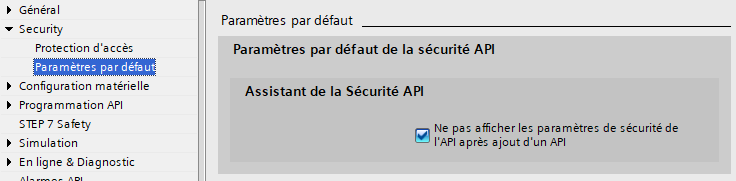 Général
Security
Protection d'accès
Paramètres par défaut
Configuration matérielle
Programmation API
STEP 7 Safety
Simulation
En ligne & Diagnostic
Alarmes API
Paramètres par défaut
Paramètres par défaut de la sécurité API
Assistant de la Sécurité API
Ne pas afficher les paramètres de sécurité de
l'API après ajout d'un API